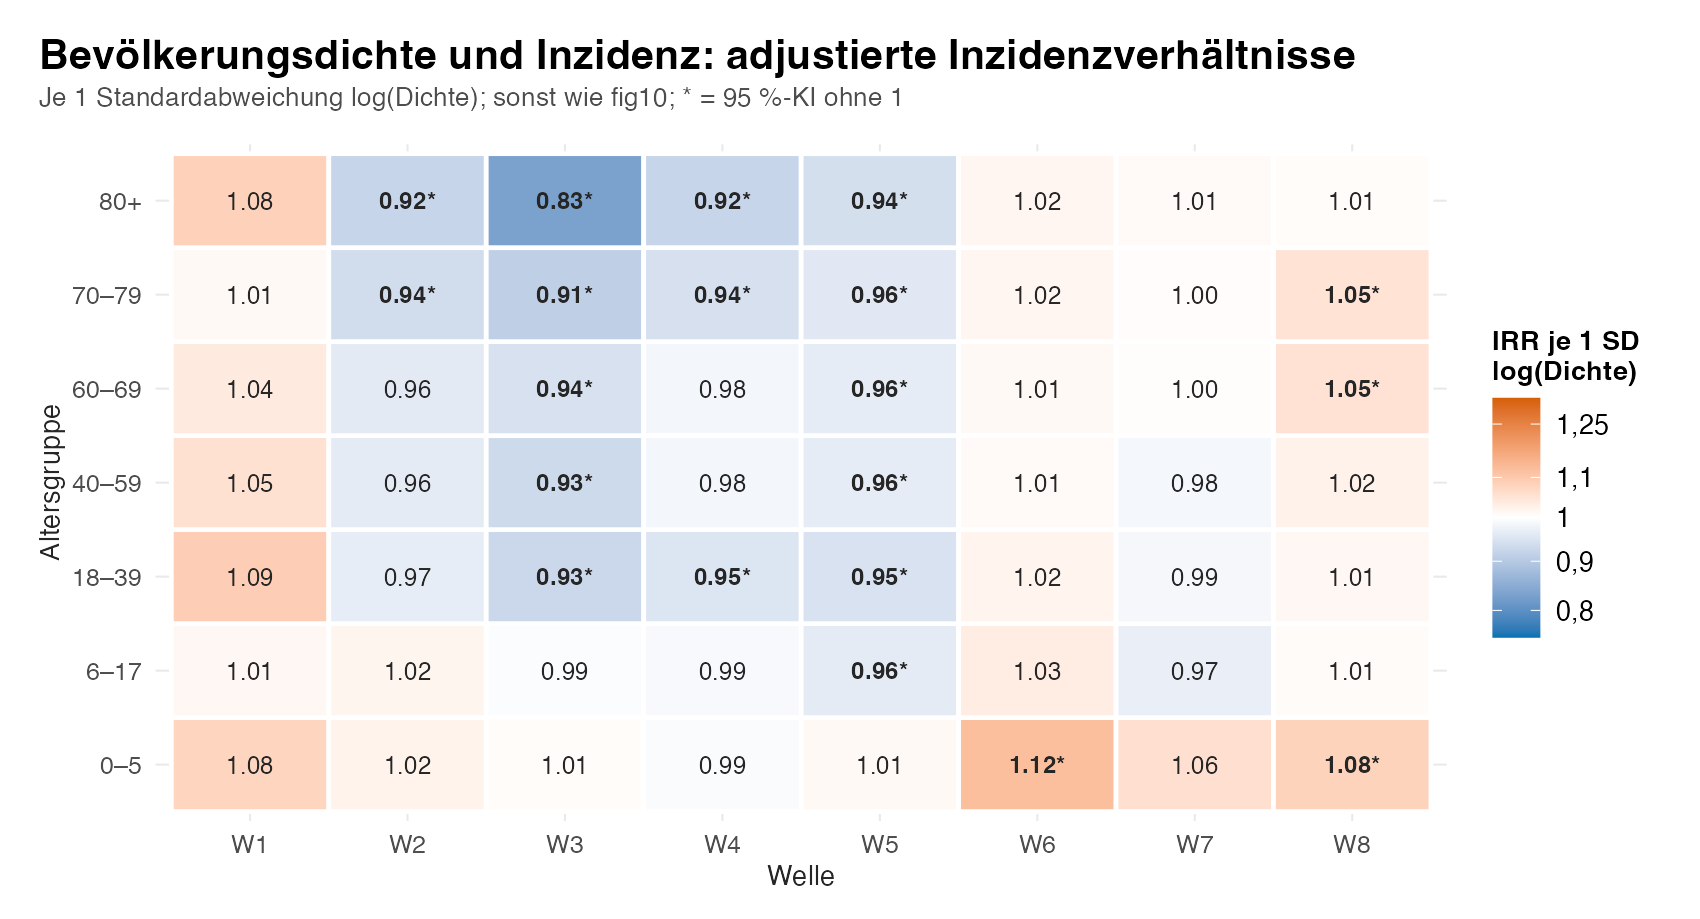 Bevölkerungsdichte und Inzidenz: adjustierte Inzidenzverhältnisse
Je 1 Standardabweichung log(Dichte); sonst wie fig10; * = 95 %-KI ohne 1
Altersgruppe
80+ 1.08 0.92* 0.83* 0.92* 0.94* 1.02 1.01 1.01
70–79 1.01 0.94* 0.91* 0.94* 0.96* 1.02 1.00 1.05*
60–69 1.04 0.96 0.94* 0.98 0.96* 1.01 1.00 1.05*
40–59 1.05 0.96 0.93* 0.98 0.96* 1.01 0.98 1.02
18–39 1.09 0.97 0.93* 0.95* 0.95* 1.02 0.99 1.01
6–17 1.01 1.02 0.99 0.99 0.96* 1.03 0.97 1.01
0–5 1.08 1.02 1.01 0.99 1.01 1.12* 1.06 1.08*
W1 W2 W3 W4 W5 W6 W7 W8
Welle
IRR je 1 SD
log(Dichte)
1,25
1,1
1
0,9
0,8